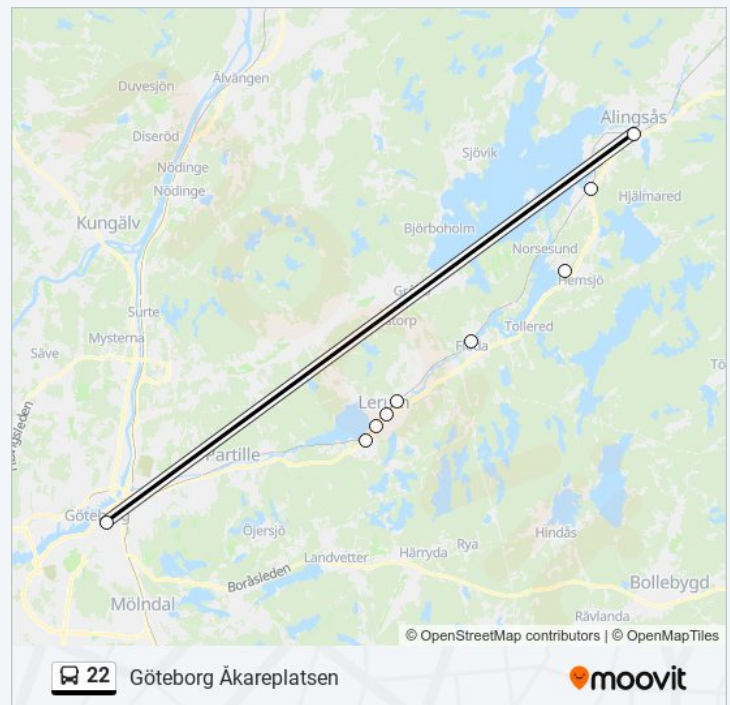 Älvängen
Duvesjön
Alingsås
Diseröd
Sjövik
Nödinge
Nödinge
Hjälmared
Kungälv
Björboholm
Norsesund
Hemsjö
Surte
Tollered
Mysterna
Säve
Lerum
Partille
Göteborg
Hindås
Öjersjö
Rya
Härryda
Landvetter
Boråsleden
Bollebygd
Mölndal
Rävlanda
© OpenStreetMap contributors | © OpenMapTiles
22 Göteborg Åkareplatsen
moovit